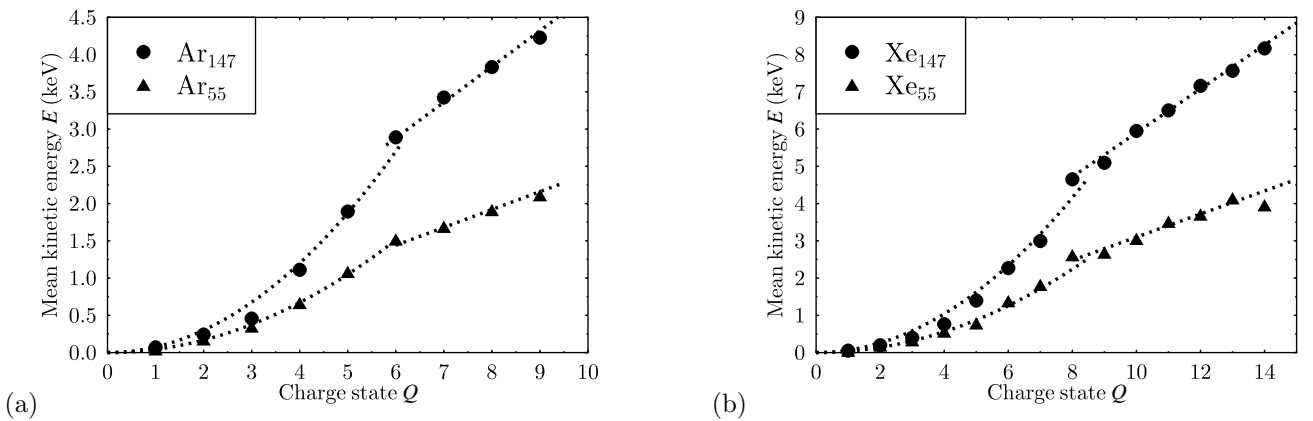 4.5
4.0
3.5
3.0
2.5
2.0
1.5
1.0
0.5
0.0
Mean kinetic energy E (keV)
Ar147
Ar55
0 1 2 3 4 5 6 7 8 9 10
Charge state Q
(a)
9
8
7
6
5
4
3
2
1
0
Mean kinetic energy E (keV)
Xe147
Xe55
0 2 4 6 8 10 12 14
Charge state Q
(b)